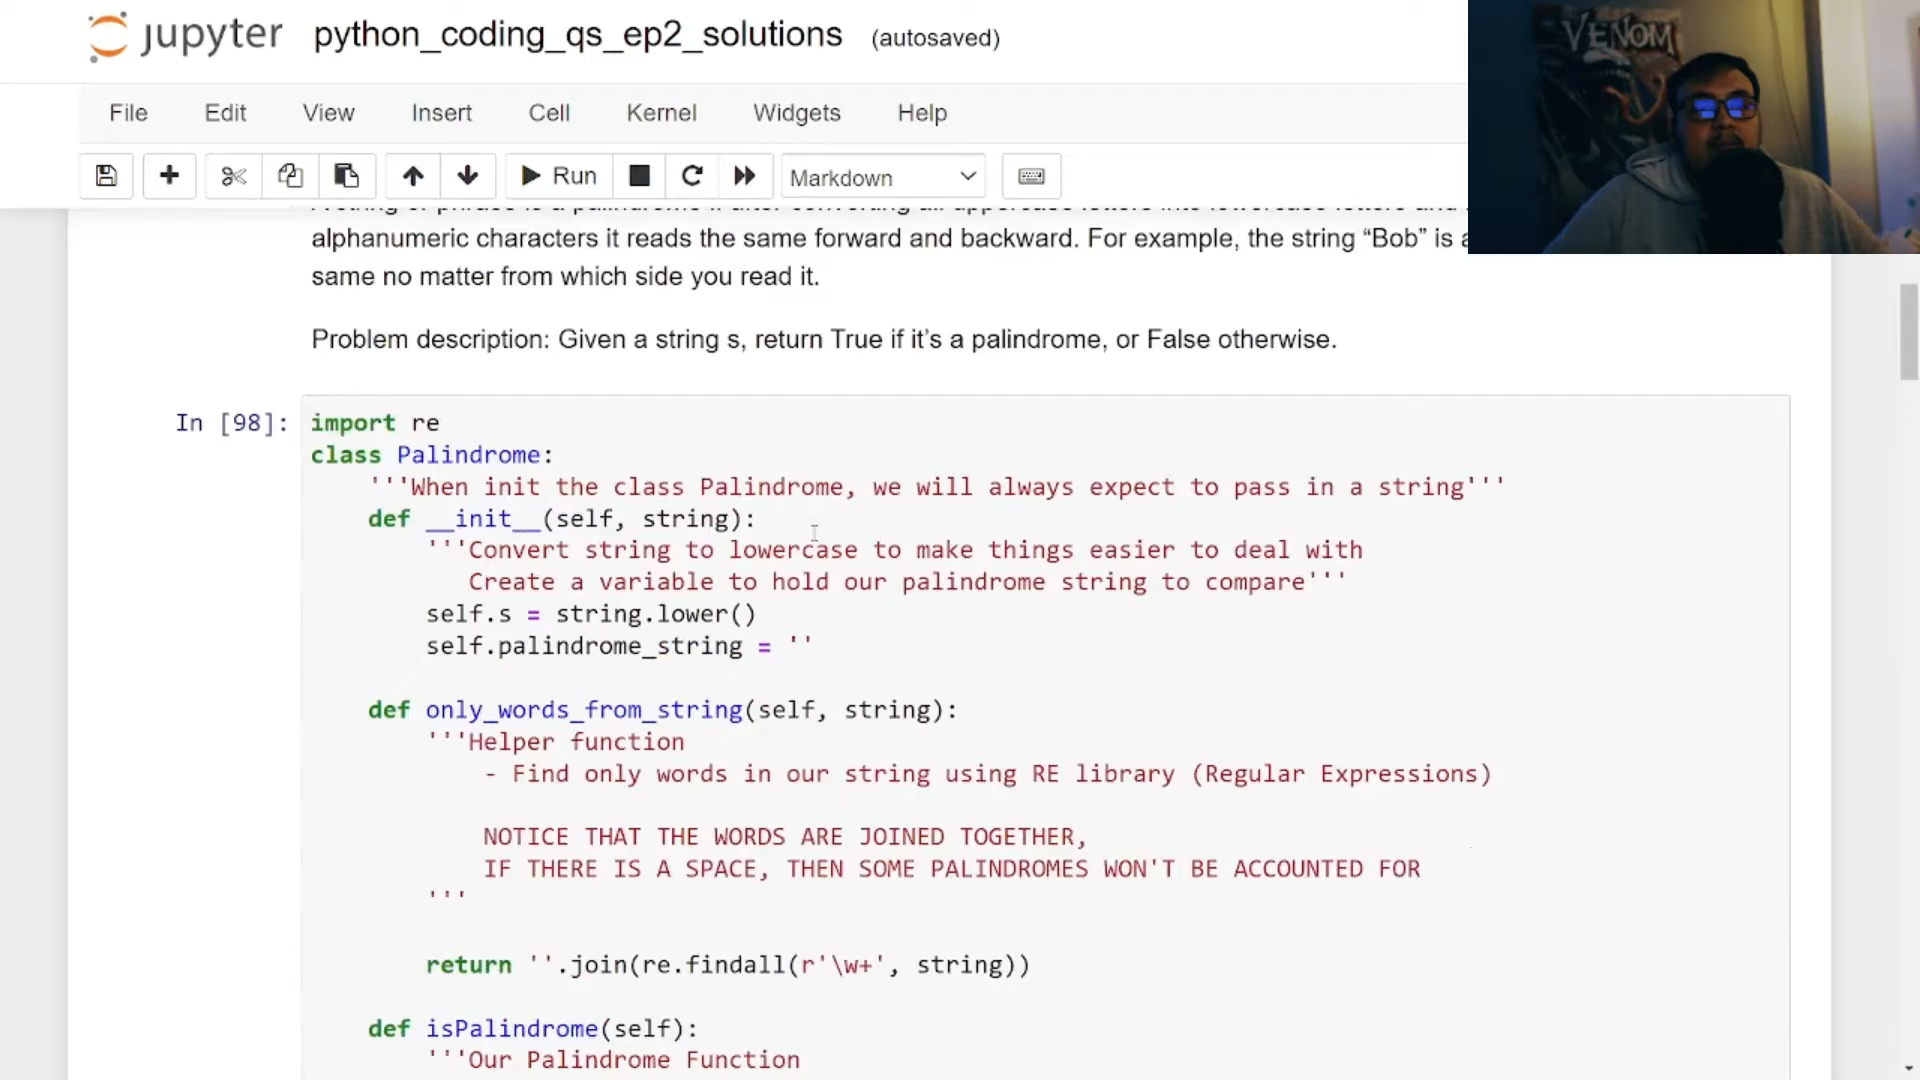 jupyter python_coding_qs_ep2_solutions (autosaved)
VENOM
File Edit View Insert Cell Kernel Widgets Help
Run Markdown
alphanumeric characters it reads the same forward and backward. For example, the string “Bob” is a
same no matter from which side you read it.
Problem description: Given a string s, return True if it’s a palindrome, or False otherwise.
In [98]:
import re
class Palindrome:
    '''When init the class Palindrome, we will always expect to pass in a string'''
    def __init__(self, string):
        '''Convert string to lowercase to make things easier to deal with
           Create a variable to hold our palindrome string to compare'''
        self.s = string.lower()
        self.palindrome_string = ''
    def only_words_from_string(self, string):
        '''Helper function
            - Find only words in our string using RE library (Regular Expressions)
            NOTICE THAT THE WORDS ARE JOINED TOGETHER,
            IF THERE IS A SPACE, THEN SOME PALINDROMES WON'T BE ACCOUNTED FOR
        '''
        return ''.join(re.findall(r'\w+', string))
    def isPalindrome(self):
        '''Our Palindrome Function